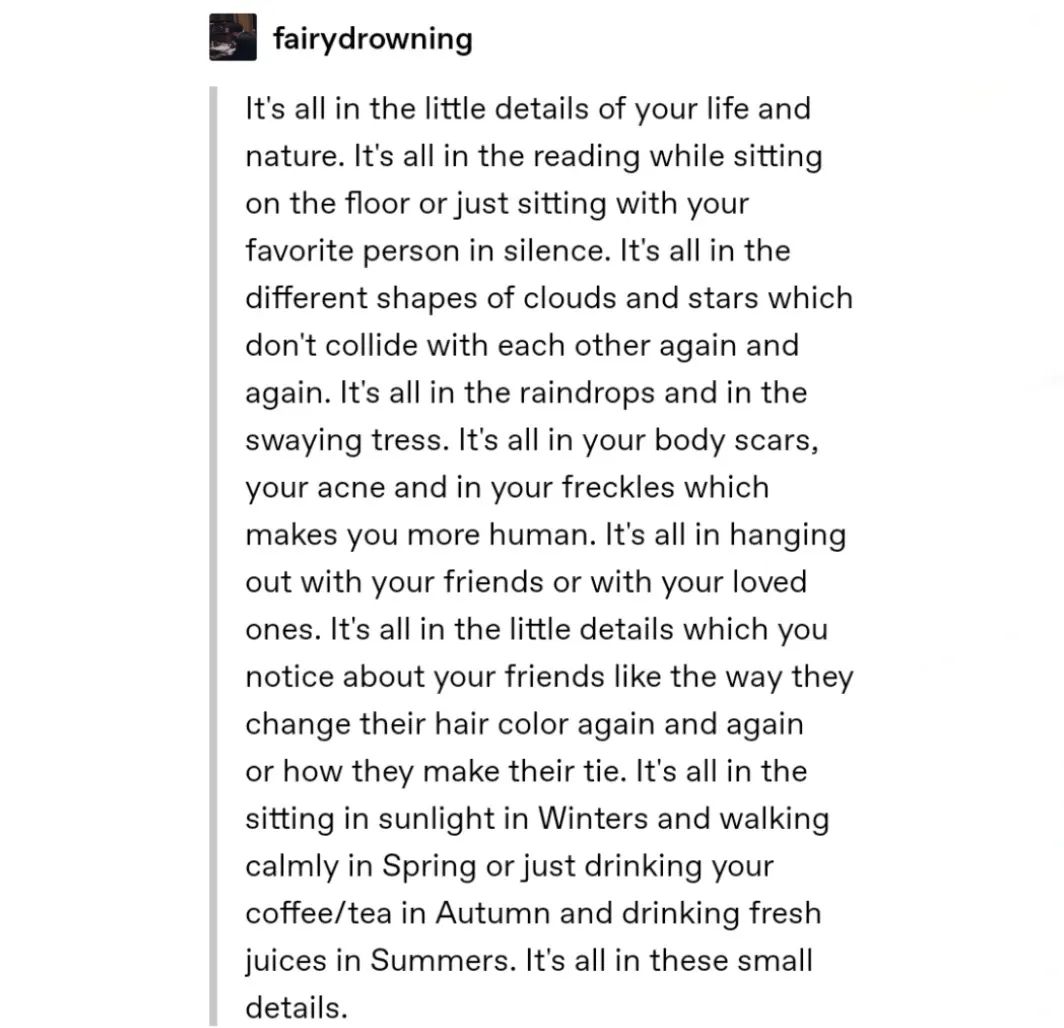 fairydrowning
It's all in the little details of your life and
nature. It's all in the reading while sitting
on the floor or just sitting with your
favorite person in silence. It's all in the
different shapes of clouds and stars which
don't collide with each other again and
again. It's all in the raindrops and in the
swaying tress. It's all in your body scars,
your acne and in your freckles which
makes you more human. It's all in hanging
out with your friends or with your loved
ones. It's all in the little details which you
notice about your friends like the way they
change their hair color again and again
or how they make their tie. It's all in the
sitting in sunlight in Winters and walking
calmly in Spring or just drinking your
coffee/tea in Autumn and drinking fresh
juices in Summers. It's all in these small
details.